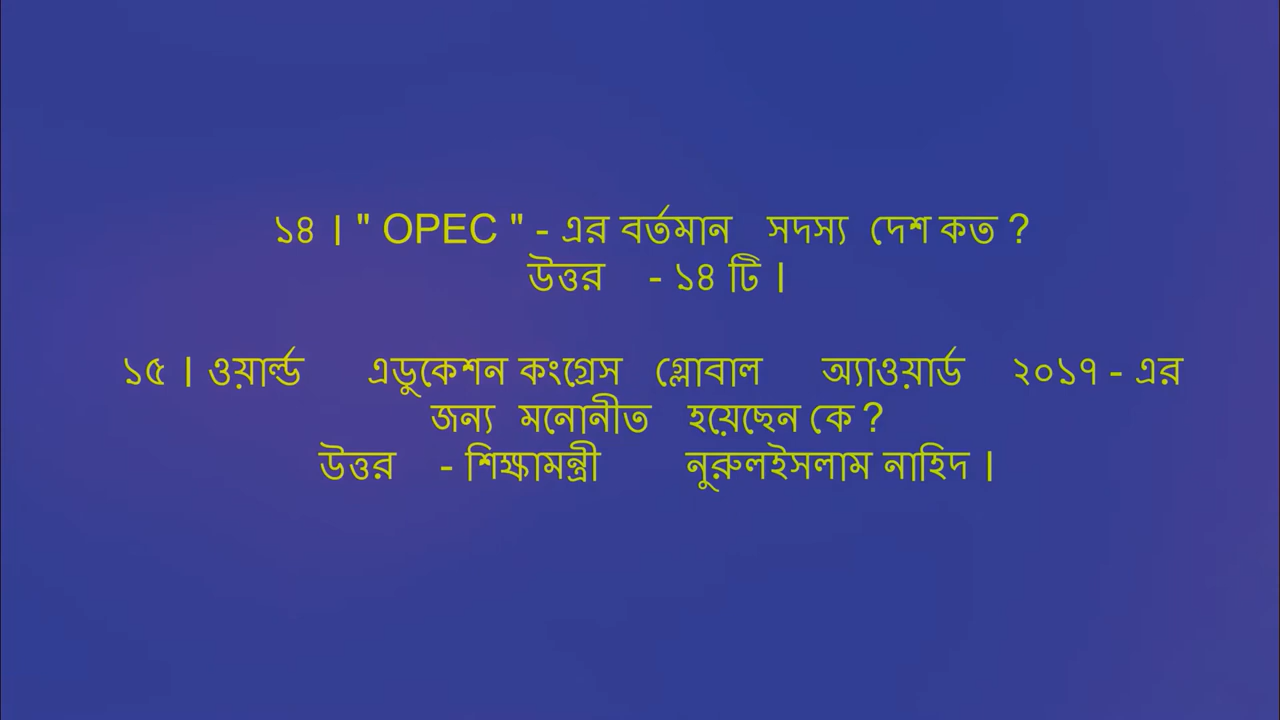 ১৪ । " OPEC " - এর বর্তমান সদস্য দেশ কত ?
উত্তর - ১৪ টি ।
১৫ । ওয়ার্ল্ড এডুকেশন কংগ্রেস গ্লোবাল অ্যাওয়ার্ড ২০১৭ - এর
জন্য মনোনীত হয়েছেন কে ?
উত্তর - শিক্ষামন্ত্রী নুরুলইসলাম নাহিদ ।